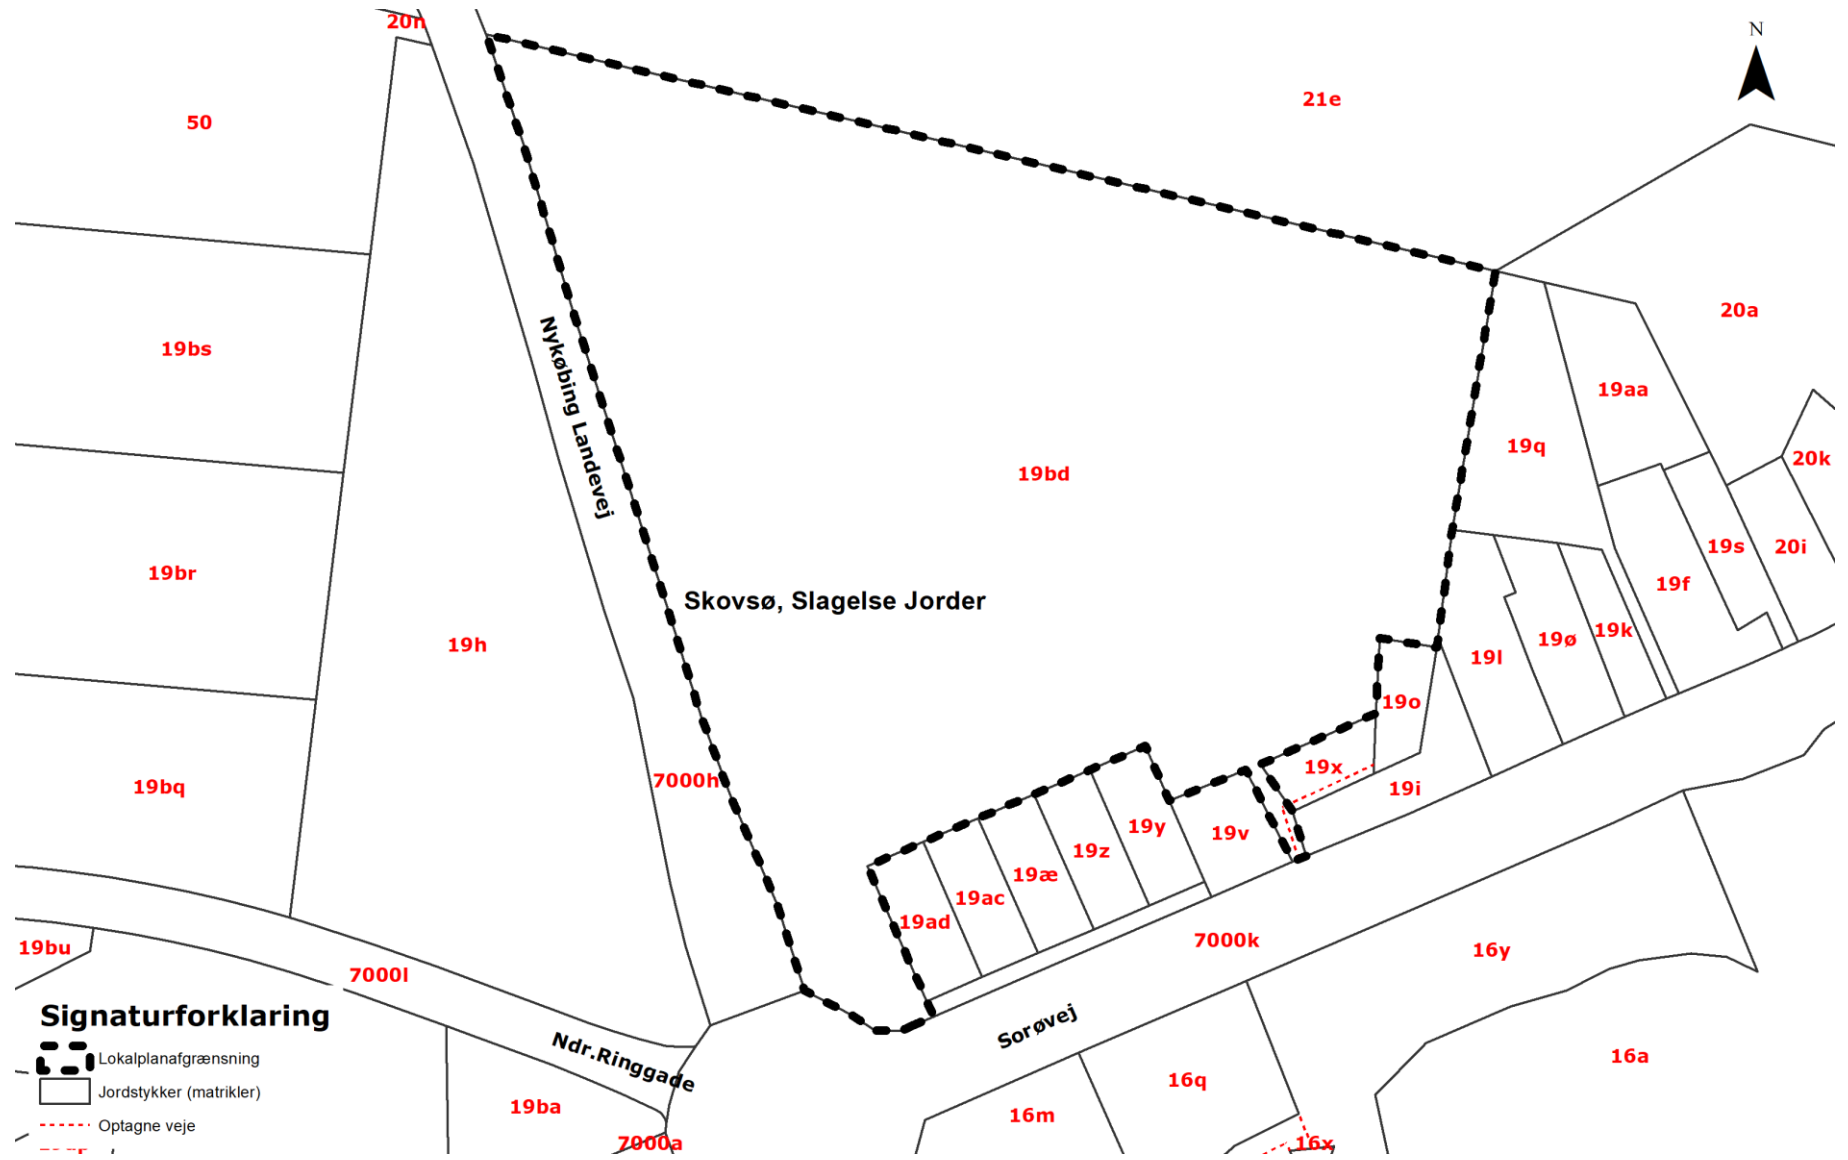 20n
N
21e
50
20a
19bs
19aa
Nykøbing Landevej
19q
20k
19bd
19s
20i
19br
19f
Skovsø, Slagelse Jorder
19k
19ø
19h
19l
19o
19x
7000h
19bq
19i
19y
19v
19z
19æ
19ac
19ad
7000k
19bu
16y
7000l
Signaturforklaring
Sorøvej
Lokalplanafgrænsning
Ndr.Ringgade
16a
16q
Jordstykker (matrikler)
19ba
16m
Optagne veje
7000a
16x